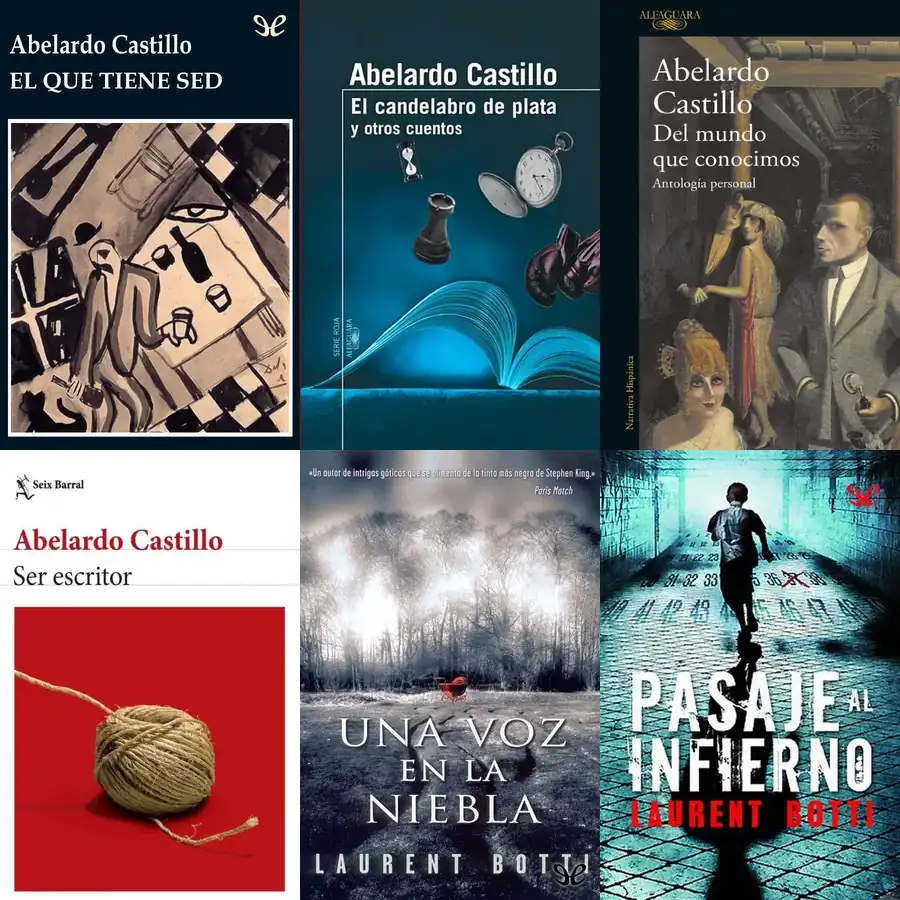 Abelardo Castillo
EL QUE TIENE SED
Abelardo Castillo
El candelabro de plata
y otros cuentos
SERIE ROJA
ALFAGUARA
ALFAGUARA
Abelardo
Castillo
Del mundo
que conocimos
Antología personal
Narrativa Hispánica
Seix Barral
Abelardo Castillo
Ser escritor
«Un autor de intrigas góticas que se alimenta de la tinta más negra de Stephen King.»
Paris Match
UNA VOZ
EN LA
NIEBLA
LAURENT BOTTI
PASAJE AL
INFIERNO
LAURENT BOTTI